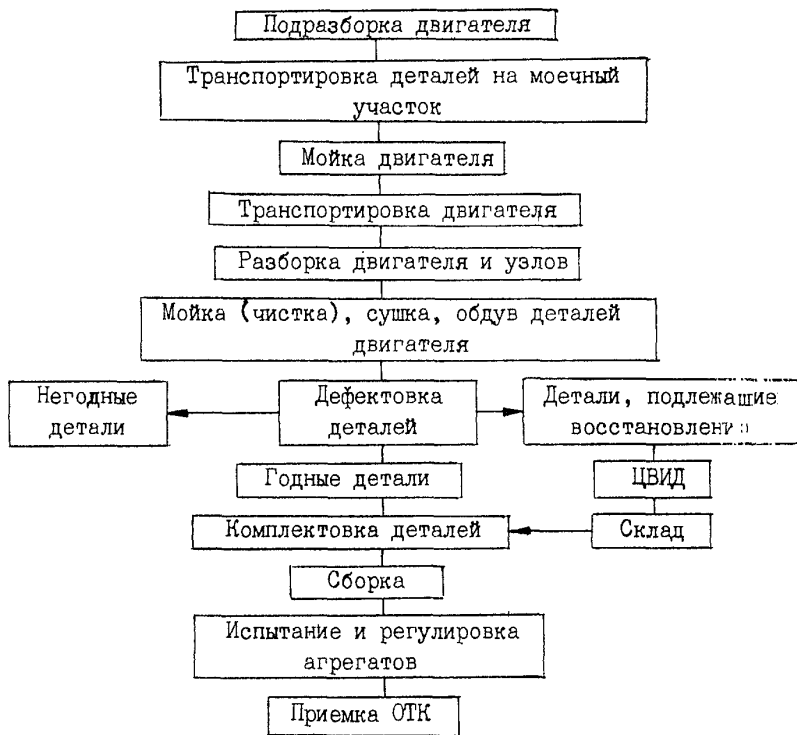 Подразборка двигателя
Транспортировка деталей на моечный
участок
Мойка двигателя
Транспортировка двигателя
Разборка двигателя и узлов
Мойка (чистка), сушка, обдув деталей
двигателя
Негодные
детали
Дефектовка
деталей
Детали, подлежащие
восстановлению
Годные детали
ЦВИД
Комплектовка деталей
Склад
Сборка
Испытание и регулировка
агрегатов
Приемка ОТК